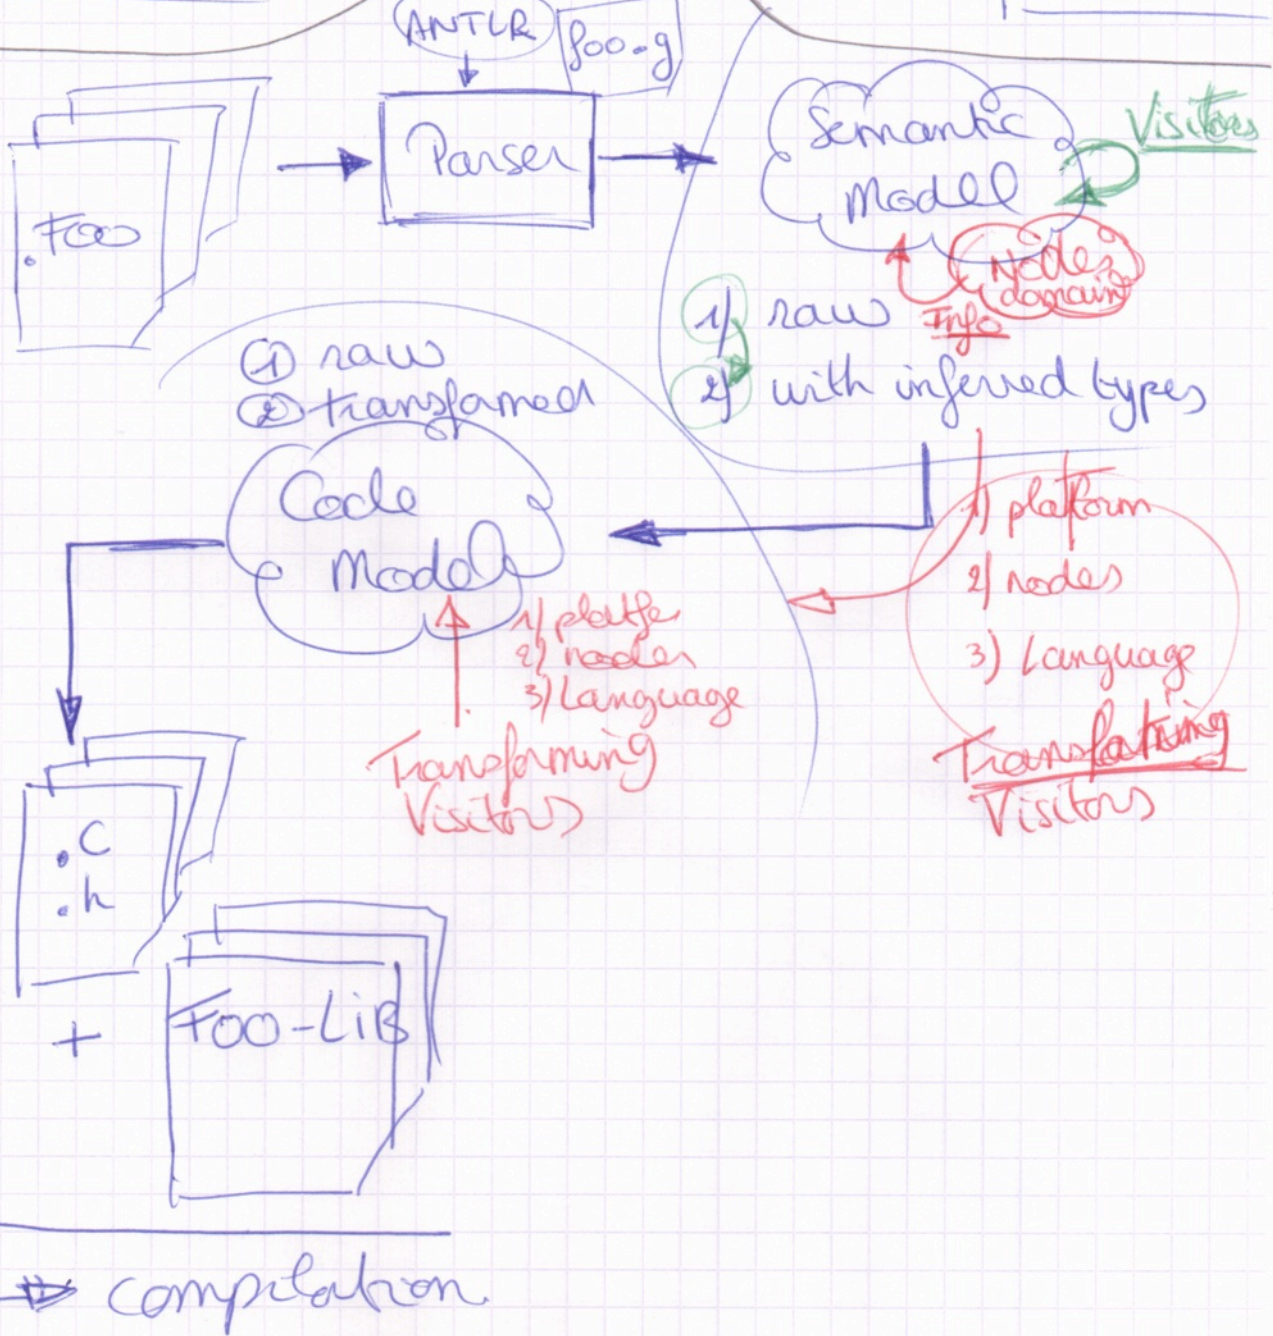 ANTLR
foo.g
Parser
.Foo
Semantic
Model
Visitors
Nodes
domain
Info
1) raw
2) with inferred types
① raw
② transformed
Code
Model
1) platform
2) nodes
3) Language
Transforming
Visitors
2) nodes
3) Language
Transforming
Visitors
.c
.h
+
Foo-LiB
compilation